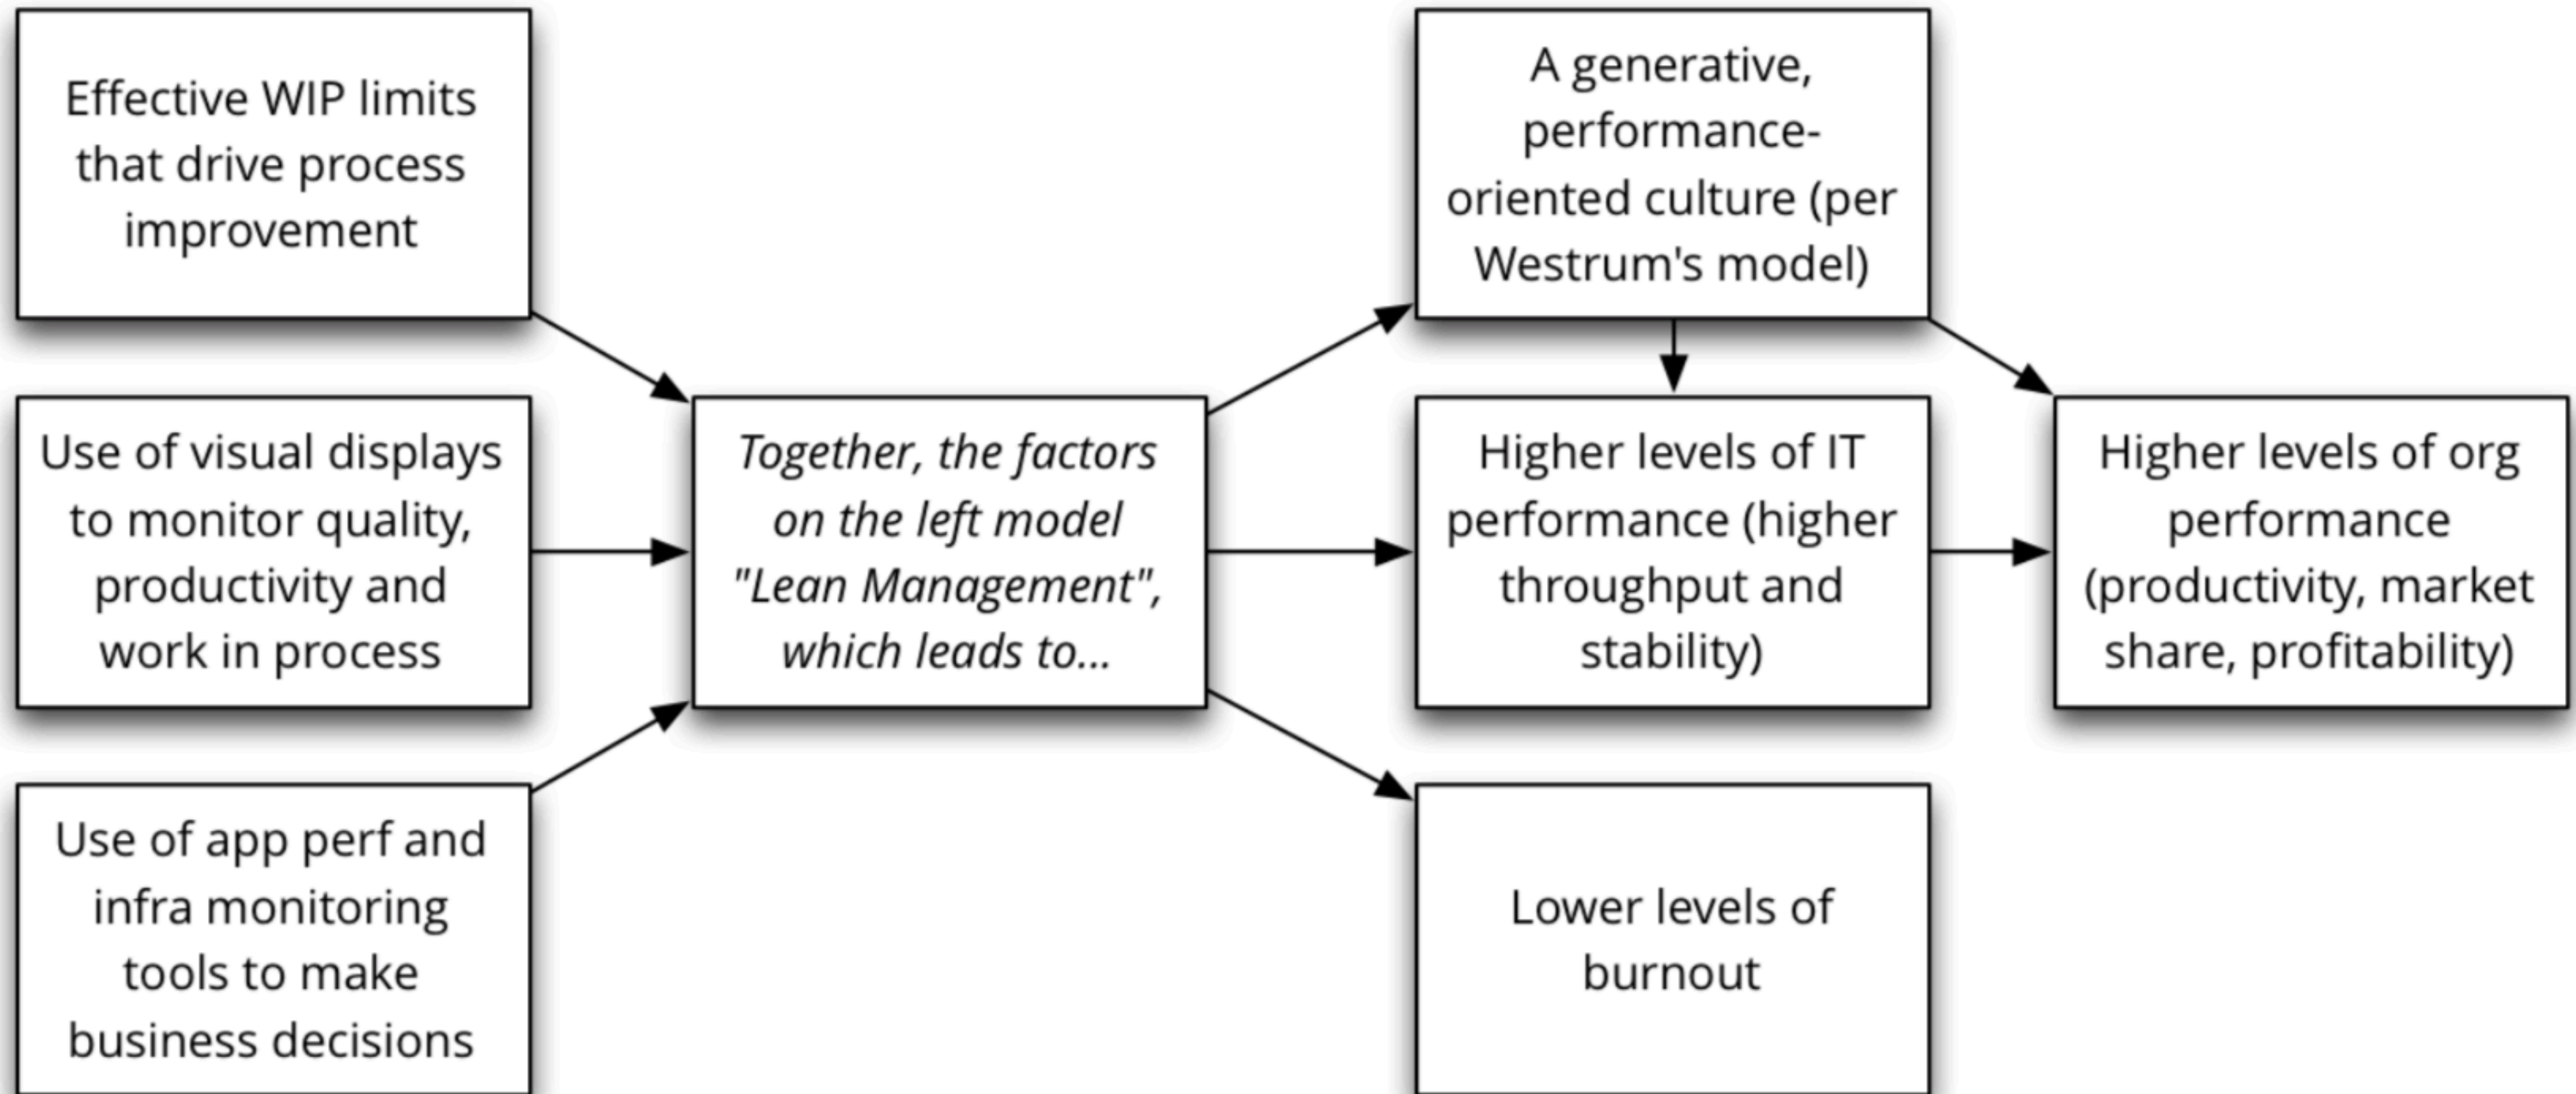 Effective WIP limits
that drive process
improvement
Use of visual displays
to monitor quality,
productivity and
work in process
Use of app perf and
infra monitoring
tools to make
business decisions
Together, the factors
on the left model
"Lean Management",
which leads to...
A generative,
performance-
oriented culture (per
Westrum's model)
Higher levels of IT
performance (higher
throughput and
stability)
Lower levels of
burnout
Higher levels of org
performance
(productivity, market
share, profitability)